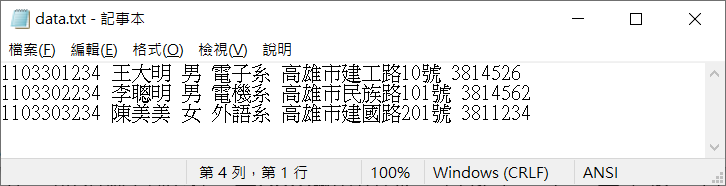 data.txt - 記事本
檔案(F) 編輯(E) 格式(O) 檢視(V) 說明
1103301234 王大明 男 電子系 高雄市建工路10號 3814526
1103302234 李聰明 男 電機系 高雄市民族路101號 3814562
1103303234 陳美美 女 外語系 高雄市建國路201號 3811234
第 4 列，第 1 行 100% Windows (CRLF) ANSI